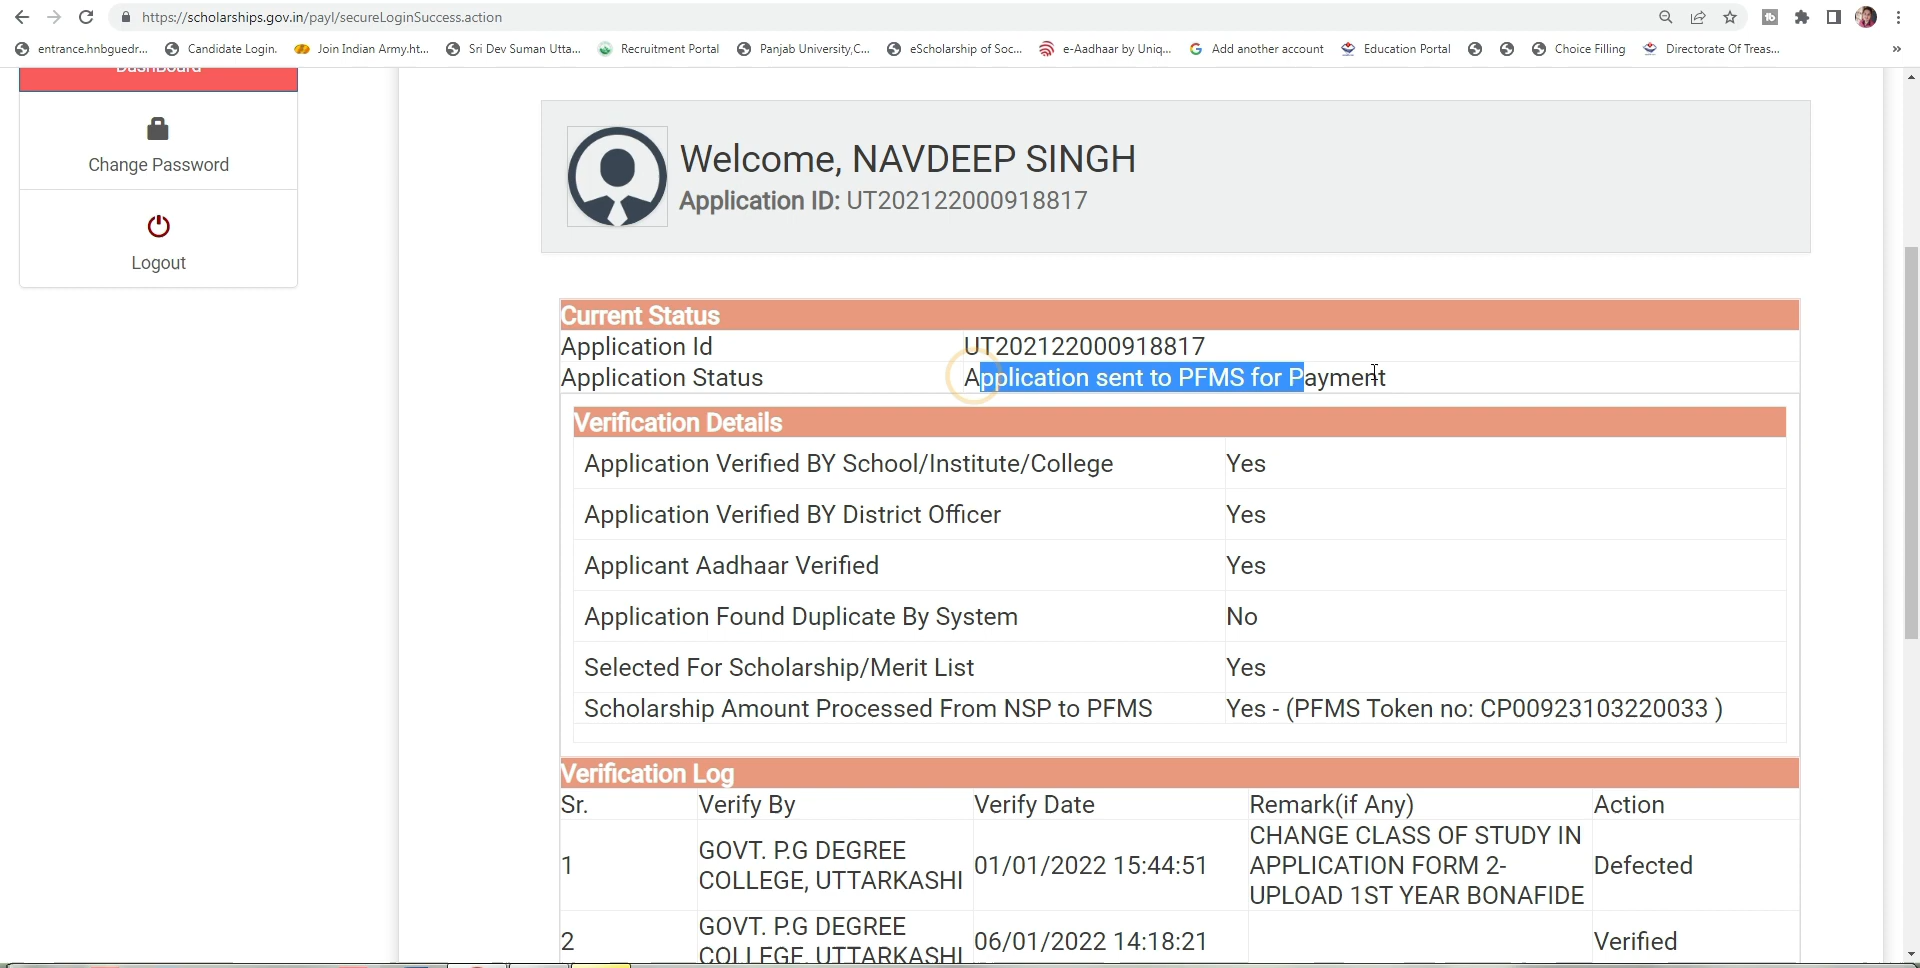 https://scholarships.gov.in/payl/secureLoginSuccess.action
entrance.hnbguedr... Candidate Login. Join Indian Army.ht... Sri Dev Suman Utta... Recruitment Portal Panjab University,C... eScholarship of Soc... e-Aadhaar by Uniq... Add another account Education Portal Choice Filling Directorate Of Treas... »
DashBoard
Change Password
Logout
Welcome, NAVDEEP SINGH
Application ID: UT202122000918817
Current Status
Application Id UT202122000918817
Application Status Application sent to PFMS for Payment
Verification Details
Application Verified BY School/Institute/College Yes
Application Verified BY District Officer Yes
Applicant Aadhaar Verified Yes
Application Found Duplicate By System No
Selected For Scholarship/Merit List Yes
Scholarship Amount Processed From NSP to PFMS Yes - (PFMS Token no: CP00923103220033 )
Verification Log
Sr. Verify By Verify Date Remark(if Any) Action
1 GOVT. P.G DEGREE
COLLEGE, UTTARKASHI 01/01/2022 15:44:51 CHANGE CLASS OF STUDY IN
APPLICATION FORM 2-
UPLOAD 1ST YEAR BONAFIDE Defected
2 GOVT. P.G DEGREE
COLLEGE, UTTARKASHI 06/01/2022 14:18:21 Verified